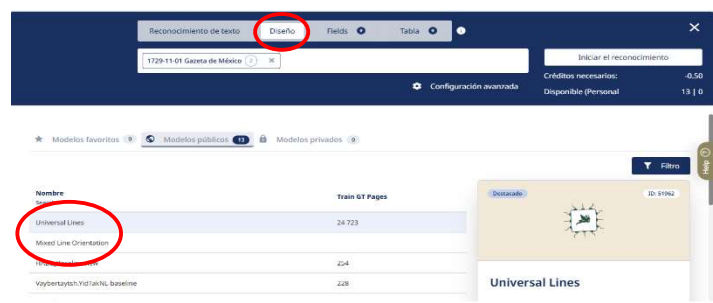 Reconocimiento de texto Diseño Fields Tabla
1729-11-01 Gazeta de México 2 ×
Iniciar el reconocimiento
Configuración avanzada
Créditos necesarios: -0,50
Disponible (Personal 13 | 0
Modelos favoritos 0 Modelos públicos 13 Modelos privados 0
Filtro
Help
Nombre Train GT Pages
Destacado ID: 51962
Universal Lines 24 723
Mixed Line Orientation
254
Vaybertaytsh.YidTakNL baseline 228
Universal Lines